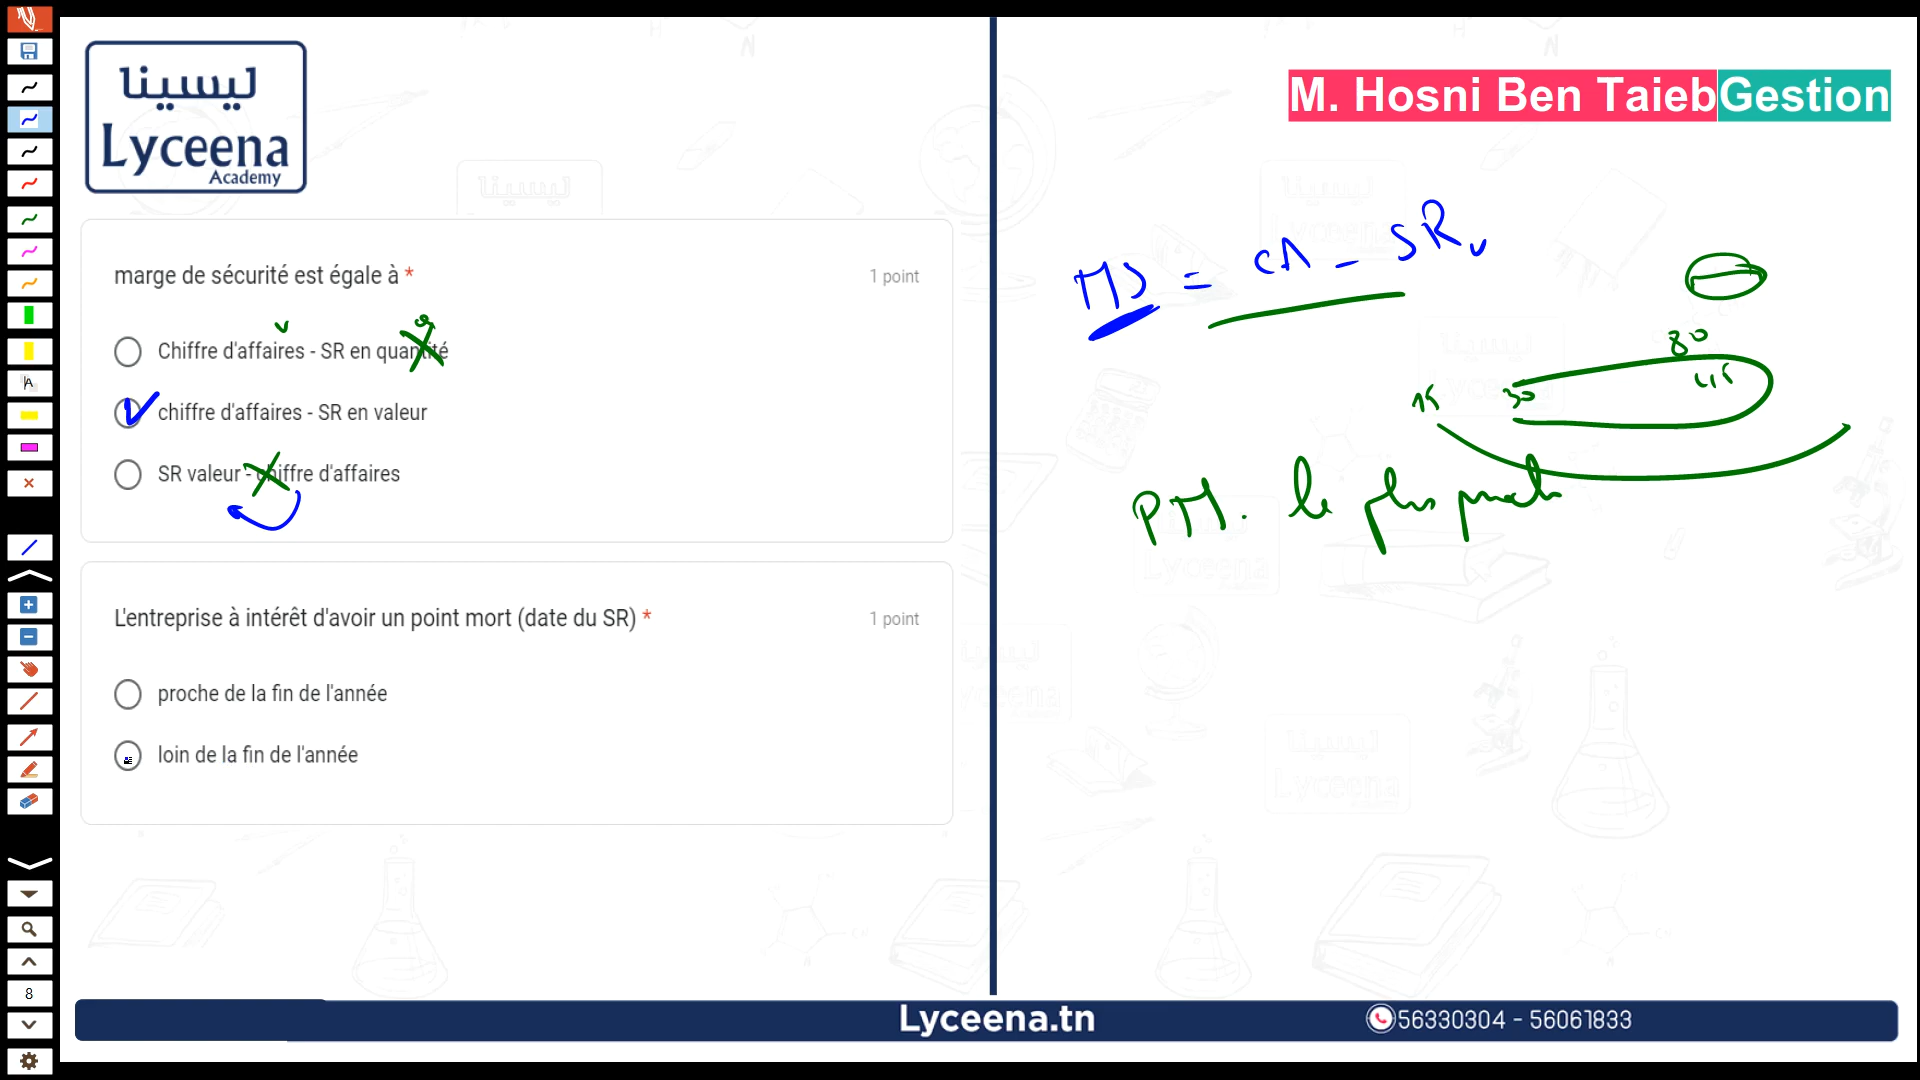 ليسينا
Lyceena
Academy
M. Hosni Ben Taieb Gestion
marge de sécurité est égale à *
1 point
Chiffre d'affaires - SR en quantité
chiffre d'affaires - SR en valeur
SR valeur - chiffre d'affaires
L'entreprise à intérêt d'avoir un point mort (date du SR) *
1 point
proche de la fin de l'année
loin de la fin de l'année
MS = CA - SRv
80
30
15
PM. le plus proche
8
Lyceena.tn
56330304 - 56061833